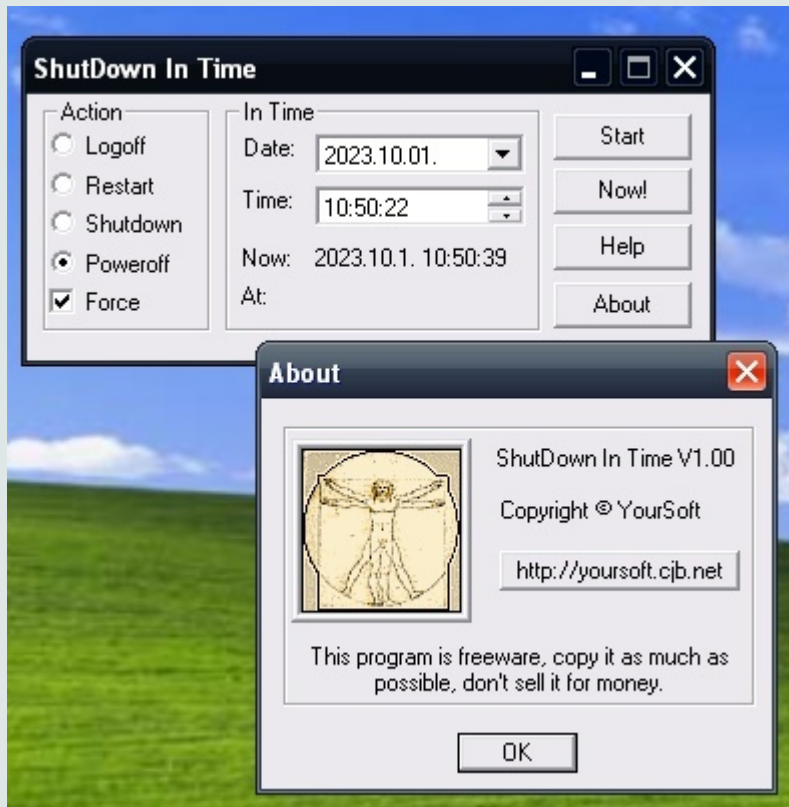 ShutDown In Time
Action
Logoff
Restart
Shutdown
Poweroff
Force
In Time
Date: 2023.10.01.
Time: 10:50:22
Now: 2023.10.1. 10:50:39
At:
Start
Now!
Help
About
About
ShutDown In Time V1.00
Copyright © YourSoft
http://yoursoft.cjb.net
This program is freeware, copy it as much as
possible, don't sell it for money.
OK